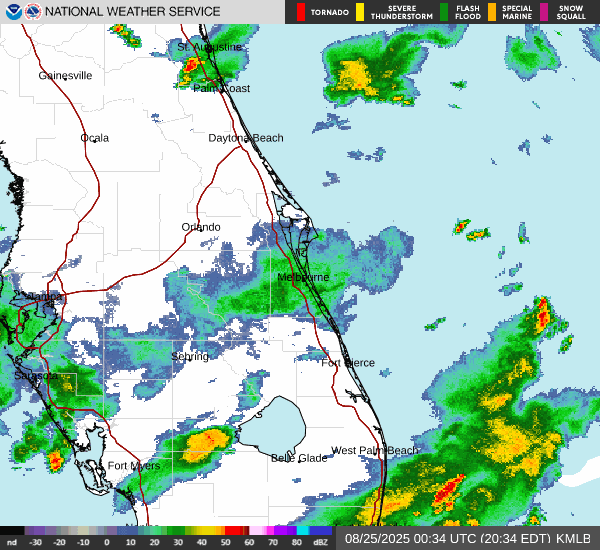 NATIONAL WEATHER SERVICE
TORNADO
SEVERE THUNDERSTORM
FLASH FLOOD
SPECIAL MARINE
SNOW SQUALL
St. Augustine
Gainesville
Palm Coast
Ocala
Daytona Beach
Orlando
Melbourne
Tampa
Sebring
Fort Pierce
Sarasota
West Palm Beach
Belle Glade
Fort Myers
nd -30 -20 -10 0 10 20 30 40 50 60 70 80 dBZ
08/25/2025 00:34 UTC (20:34 EDT) KMLB